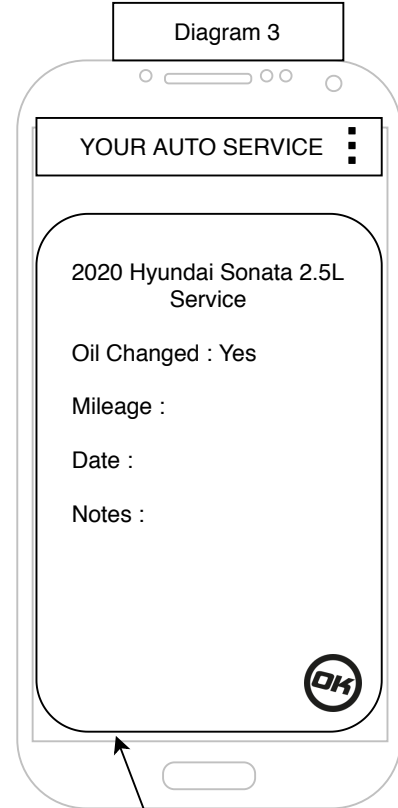 Diagram 3
YOUR AUTO SERVICE
2020 Hyundai Sonata 2.5L
Service
Oil Changed : Yes
Mileage :
Date :
Notes :
OK